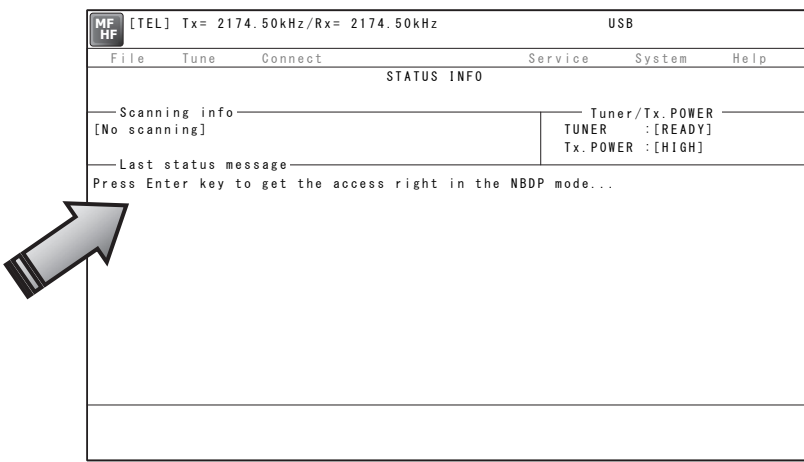 MF
HF
[TEL] Tx= 2174.50kHz/Rx= 2174.50kHz USB
File Tune Connect Service System Help
STATUS INFO
Scanning info Tuner/Tx.POWER
[No scanning] TUNER :[READY]
Tx.POWER :[HIGH]
Last status message
Press Enter key to get the access right in the NBDP mode...